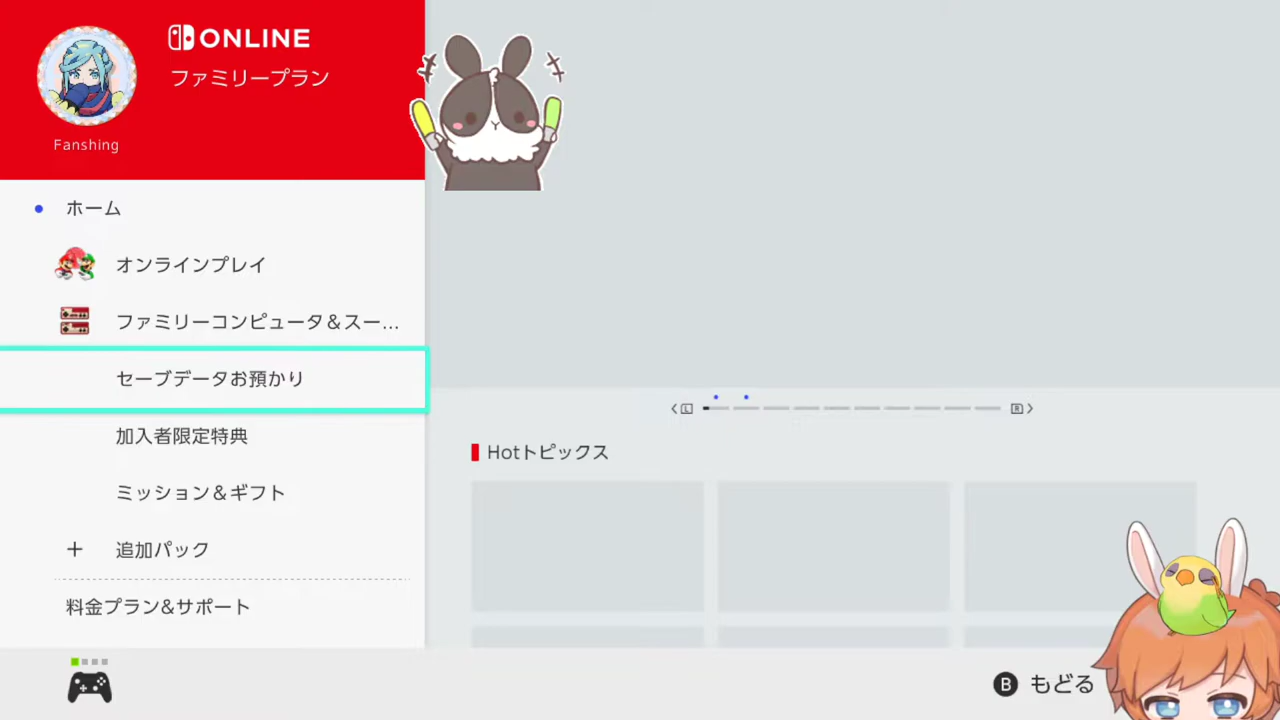 ONLINE
ファミリープラン
Fanshing
ホーム
オンラインプレイ
ファミリーコンピュータ&スー...
セーブデータお預かり
加入者限定特典
ミッション&ギフト
追加パック
料金プラン&サポート
L
R
Hotトピックス
B もどる